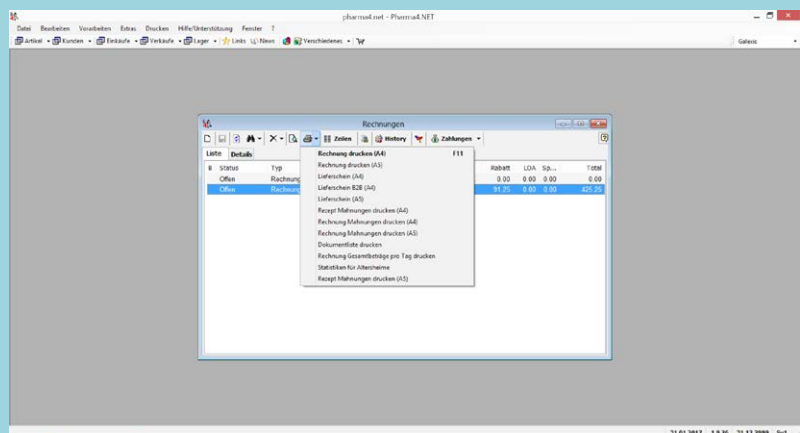 pharma4.net - Pharma4.NET
Datei Bearbeiten Vorarbeiten Extras Drucken Hilfe/Unterstützung Fenster ?
Artikel Kunden Einkäufe Verkäufe Lager Links News Verschiedenes Galexis
Rechnungen
Zeilen History Zahlungen
Liste Details
B Status Typ Rabatt LOA Sp... Total
Offen Rechnung 0.00 0.00 0.00 0.00
Offen Rechnung 91.25 0.00 0.00 425.25
Rechnung drucken (A4) F11
Rechnung drucken (A5)
Lieferschein (A4)
Lieferschein B2B (A4)
Lieferschein (A5)
Rezept Mahnungen drucken (A4)
Rechnung Mahnungen drucken (A4)
Rechnung Mahnungen drucken (A5)
Dokumentliste drucken
Rechnung Gesamtbeträge pro Tag drucken
Statistiken für Altersheime
Rezept Mahnungen drucken (A5)